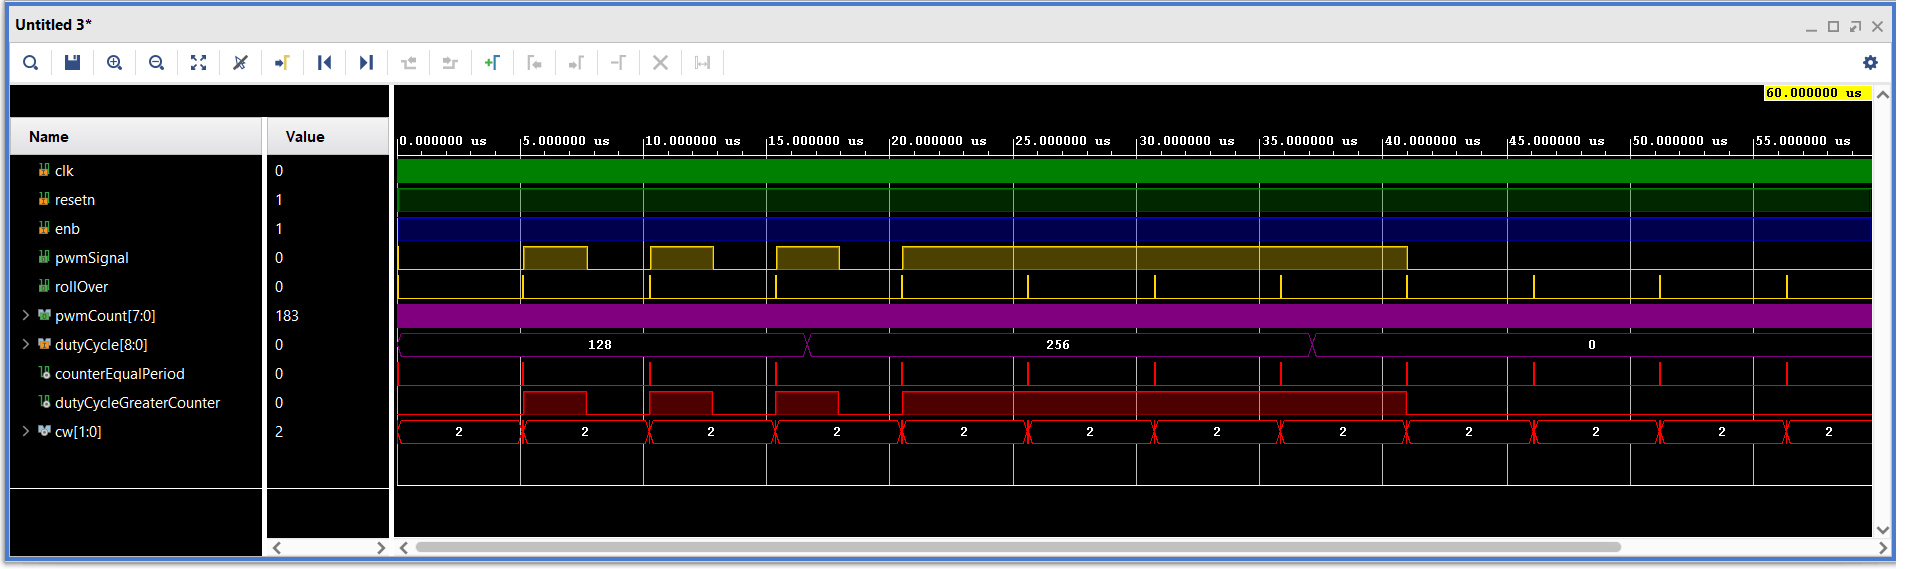 Untitled 3*
60.000000 us
Name Value
0.000000 us 5.000000 us 10.000000 us 15.000000 us 20.000000 us 25.000000 us 30.000000 us 35.000000 us 40.000000 us 45.000000 us 50.000000 us 55.000000 us
clk 0
resetn 1
enb 1
pwmSignal 0
rollOver 0
pwmCount[7:0] 183
dutyCycle[8:0] 0 128 256 0
counterEqualPeriod 0
dutyCycleGreaterCounter 0
cw[1:0] 2 2 2 2 2 2 2 2 2 2 2 2 2